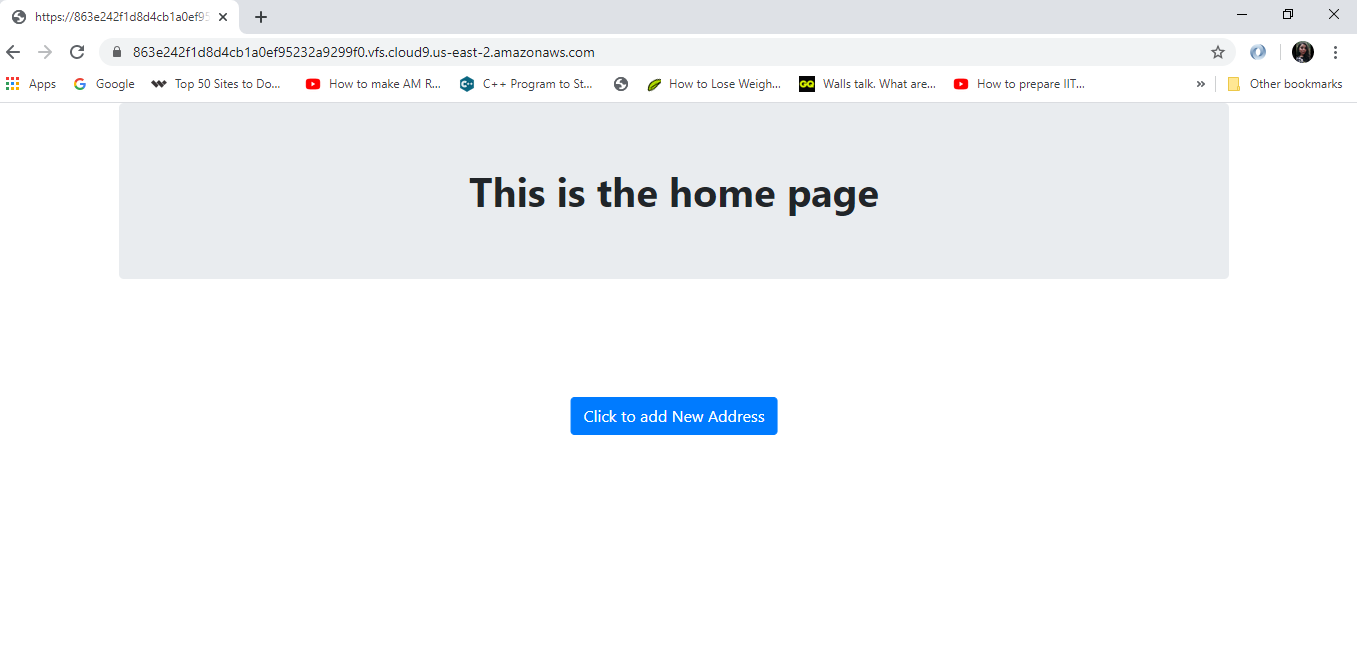 https://863e242f1d8d4cb1a0ef95
863e242f1d8d4cb1a0ef95232a9299f0.vfs.cloud9.us-east-2.amazonaws.com
Apps Google Top 50 Sites to Do... How to make AM R... C++ Program to St... How to Lose Weigh... GQ Walls talk. What are... How to prepare IIT... » Other bookmarks
This is the home page
Click to add New Address